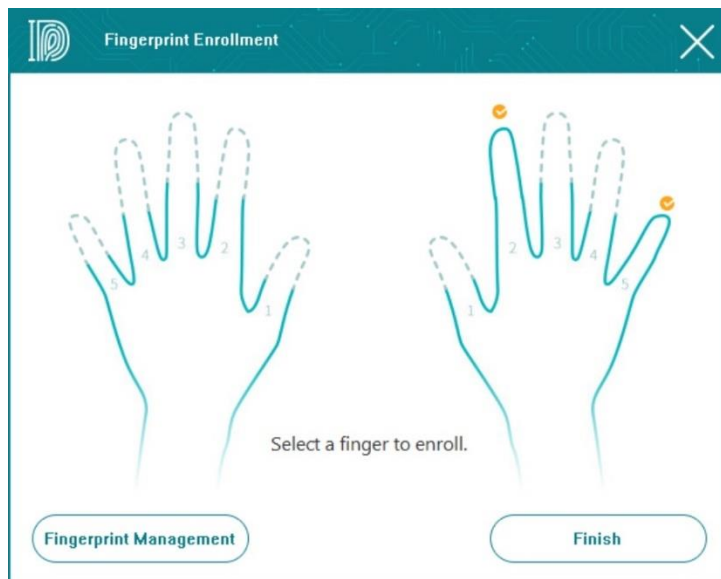 Fingerprint Enrollment
5 4 3 2 1
1 2 3 4 5
Select a finger to enroll.
Fingerprint Management
Finish